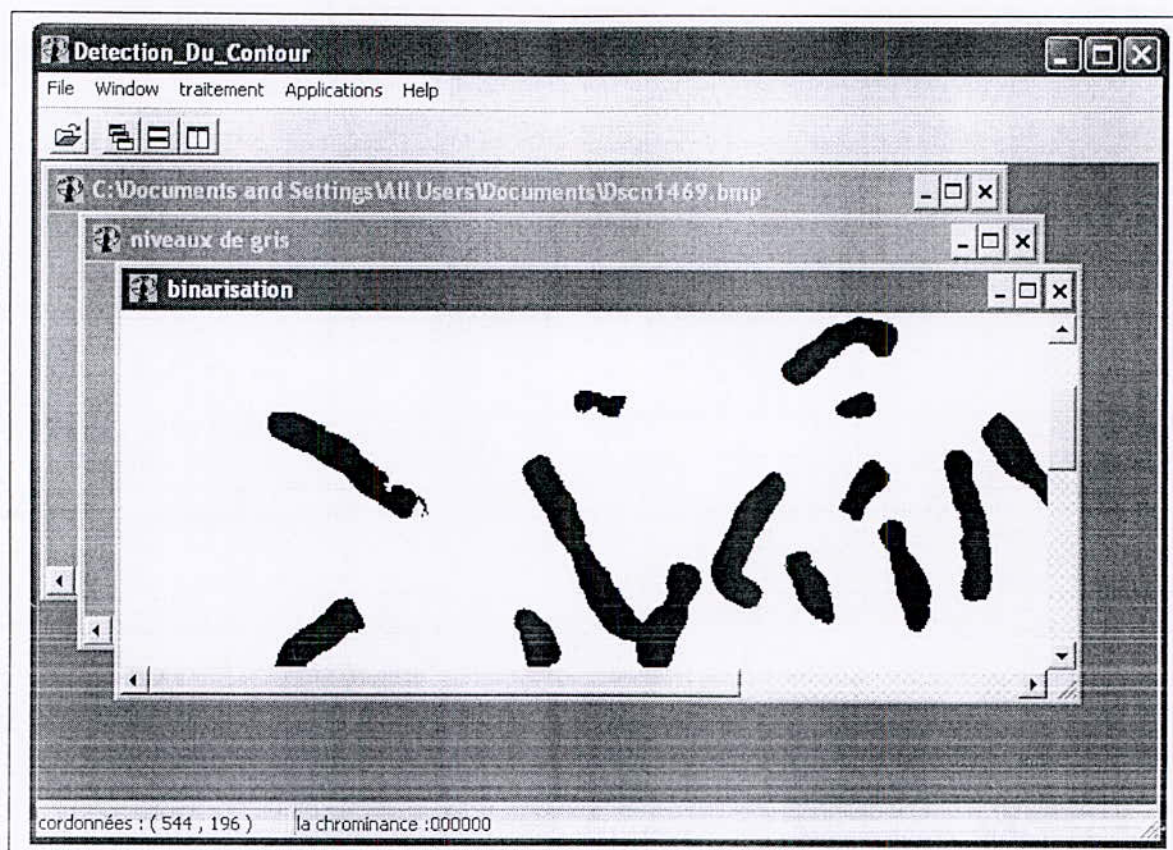 Detection_Du_Contour
File Window traitement Applications Help
C:\Documents and Settings\All Users\Documents\Dscn1469.bmp
niveaux de gris
binarisation
cordonnées : ( 544 , 196 ) la chrominance :000000